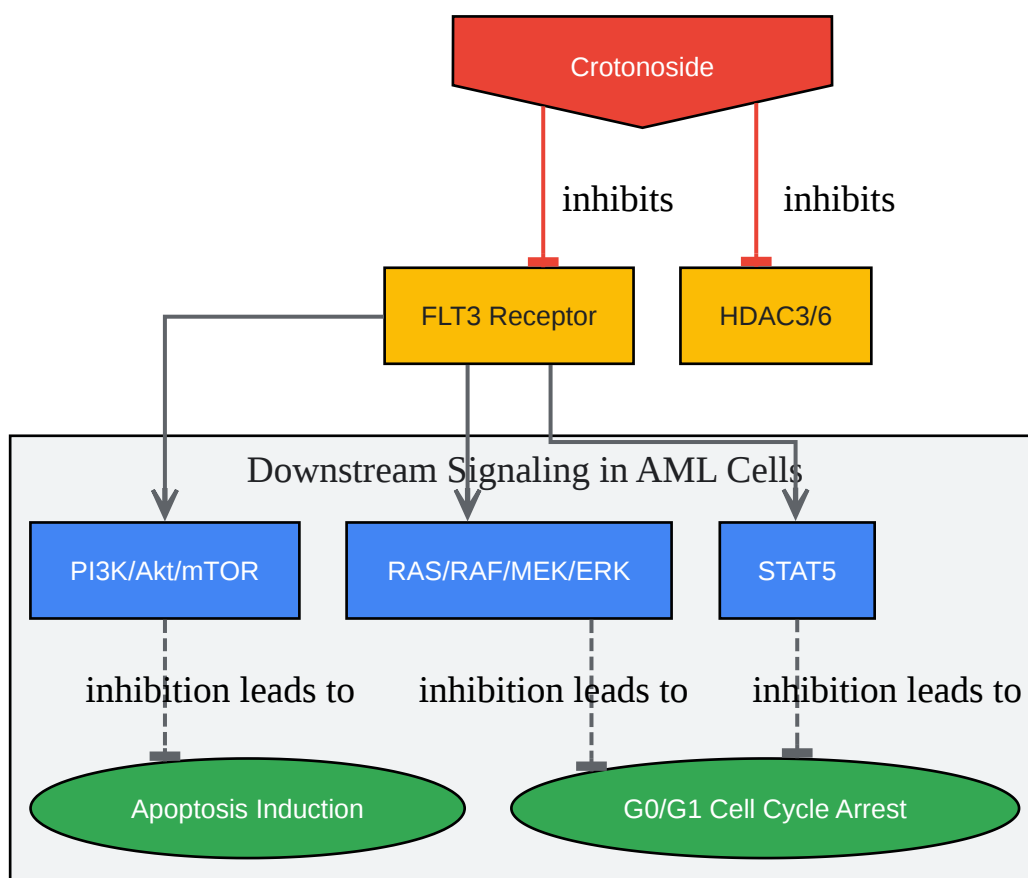 Crotonoside
inhibits
inhibits
FLT3 Receptor
HDAC3/6
Downstream Signaling in AML Cells
PI3K/Akt/mTOR
RAS/RAF/MEK/ERK
STAT5
inhibition leads to
inhibition leads to
inhibition leads to
Apoptosis Induction
G0/G1 Cell Cycle Arrest